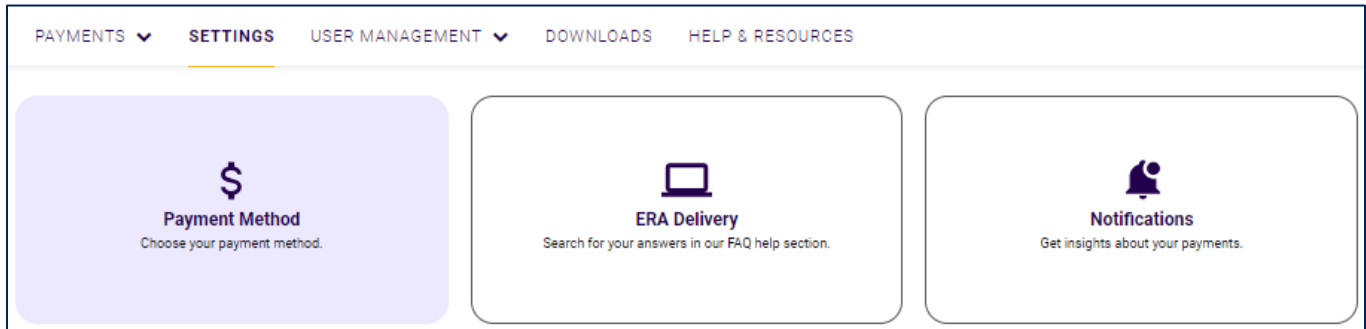 PAYMENTS SETTINGS USER MANAGEMENT DOWNLOADS HELP & RESOURCES
Payment Method
Choose your payment method.
ERA Delivery
Search for your answers in our FAQ help section.
Notifications
Get insights about your payments.